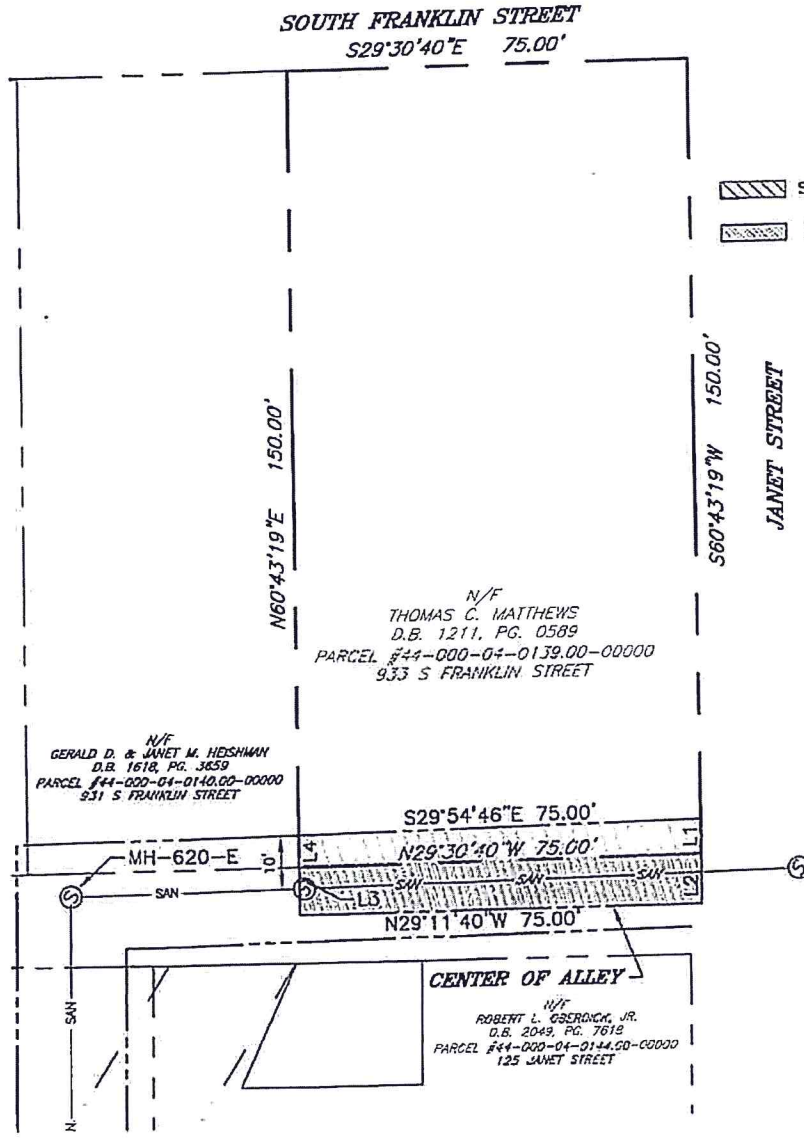 SOUTH FRANKLIN STREET
S29°30'40"E 75.00'
S
N60°43'19"E 150.00'
S60°43'19"W 150.00'
JANET STREET
N/F
THOMAS C. MATTHEWS
D.B. 1211, PG. 0589
PARCEL #44-000-04-0139.00-00000
933 S FRANKLIN STREET
N/F
GERALD D. & JANET M. HEISHMAN
D.B. 1618, PG. 3659
PARCEL #44-000-04-0140.00-00000
931 S FRANKLIN STREET
S29°54'46"E 75.00'
L4
L1
N29°30'40"W 75.00'
10'
MH-620-E
S
SAN
S
L3
SAN
SAN
SAN
L2
S
N29°11'40"W 75.00'
CENTER OF ALLEY
N/F
ROBERT L. JR.
D.B. 2049, PG. 7618
PARCEL #44-000-04-0144.00-00000
125 JANET STREET
SAN
N.